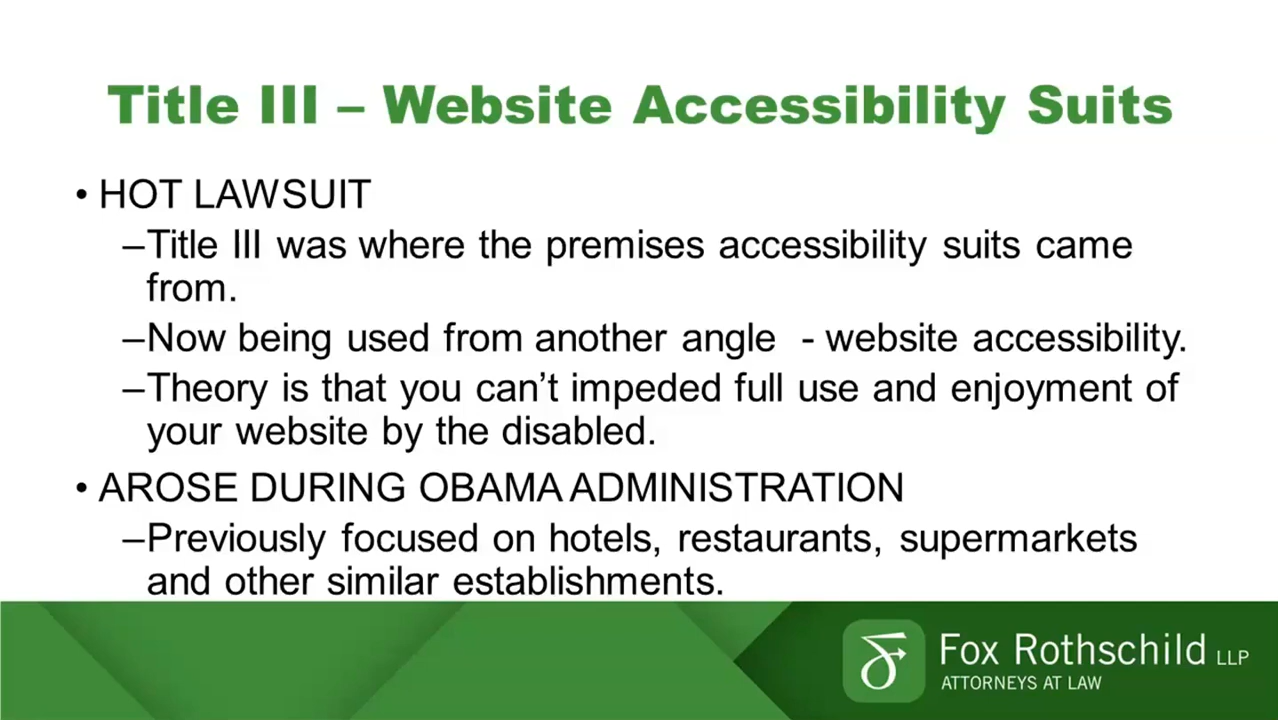 Title III – Website Accessibility Suits
• HOT LAWSUIT
–Title III was where the premises accessibility suits came
from.
–Now being used from another angle - website accessibility.
–Theory is that you can’t impeded full use and enjoyment of
your website by the disabled.
• AROSE DURING OBAMA ADMINISTRATION
–Previously focused on hotels, restaurants, supermarkets
and other similar establishments.
Fox Rothschild LLP
ATTORNEYS AT LAW